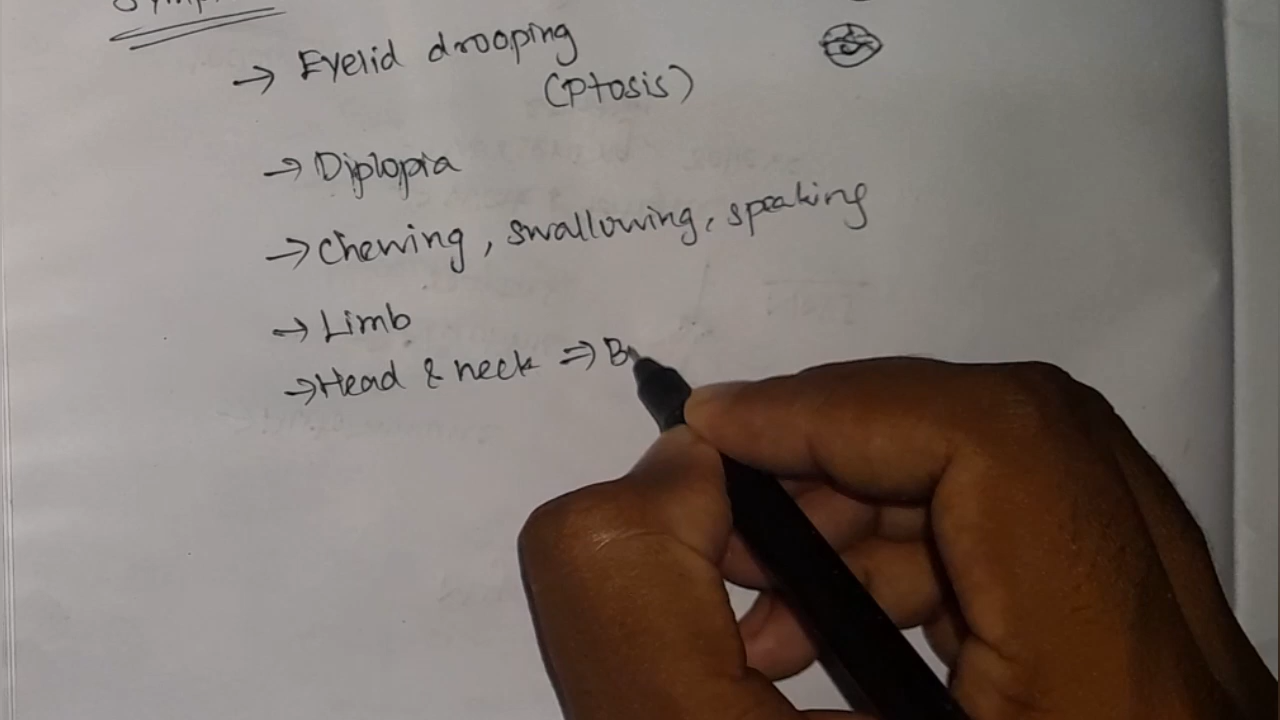 → Eyelid drooping
(Ptosis)
→ Diplopia
→ Chewing, swallowing, speaking
→ Limb
→ Head & neck ⇒ B